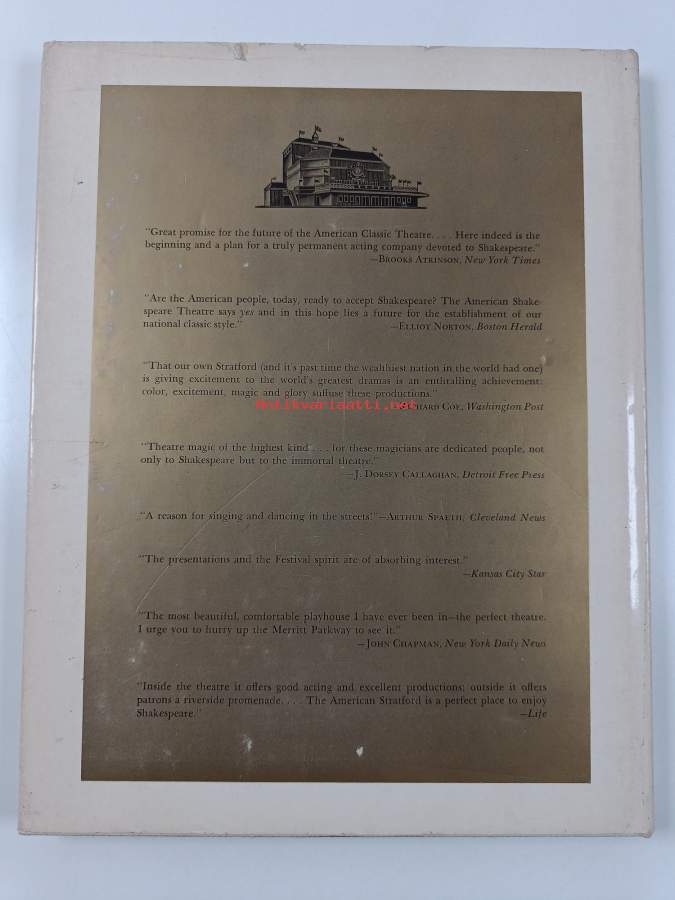 "Great promise for the future of the American Classic Theatre. . . . Here indeed is the
beginning and a plan for a truly permanent acting company devoted to Shakespeare."
—BROOKS ATKINSON, New York Times
"Are the American people, today, ready to accept Shakespeare? The American Shake-
speare Theatre says yes and in this hope lies a future for the establishment of our
national classic style."
—ELLIOT NORTON, Boston Herald
"That our own Stratford (and it's past time the wealthiest nation in the world had one)
is giving excitement to the world's greatest dramas is an enthralling achievement:
color, excitement, magic and glory suffuse these productions."
antikvariaatti.net
—RICHARD COE, Washington Post
"Theatre magic of the highest kind . . . for these magicians are dedicated people, not
only to Shakespeare but to the immortal theatre."
—J. DORSEY CALLAGHAN, Detroit Free Press
"A reason for singing and dancing in the streets."—ARTHUR SPAETH, Cleveland News
"The presentations and the Festival spirit are of absorbing interest."
—Kansas City Star
"The most beautiful, comfortable playhouse I have ever been in—the perfect theatre.
I urge you to hurry up the Merritt Parkway to see it."
—JOHN CHAPMAN, New York Daily News
"Inside the theatre it offers good acting and excellent productions; outside it offers
patrons a riverside promenade. . . . The American Stratford is a perfect place to enjoy
Shakespeare."
—Life